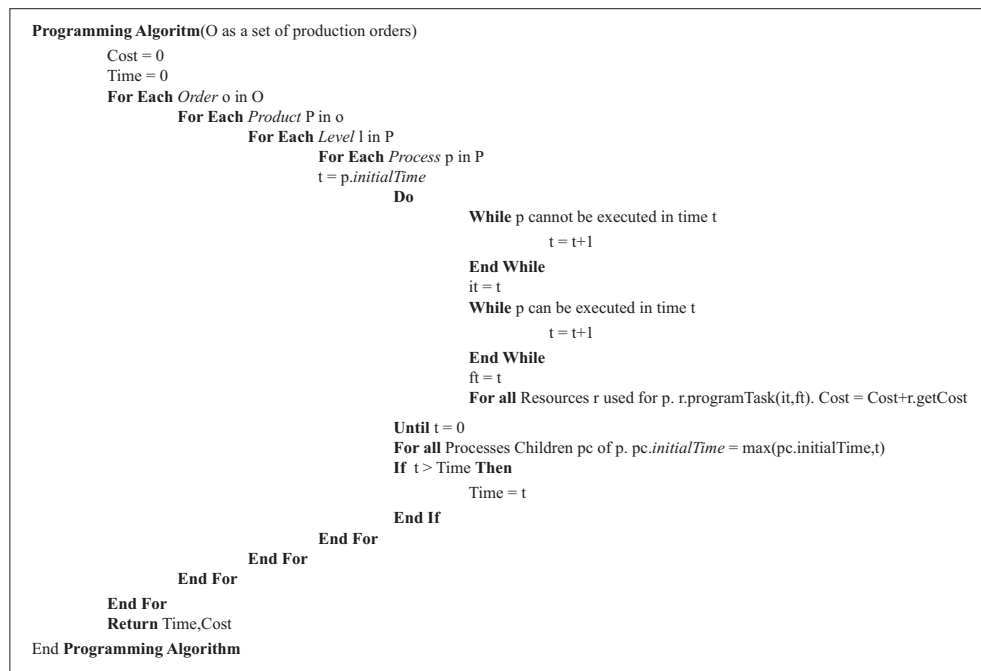 Programming Algoritm(O as a set of production orders)
Cost = 0
Time = 0
For Each Order o in O
For Each Product P in o
For Each Level l in P
For Each Process p in P
t = p.initialTime
Do
While p cannot be executed in time t
t = t+1
End While
it = t
While p can be executed in time t
t = t+1
End While
ft = t
For all Resources r used for p. r.programTask(it,ft). Cost = Cost+r.getCost
Until t = 0
For all Processes Children pc of p. pc.initialTime = max(pc.initialTime,t)
If t > Time Then
Time = t
End If
End For
End For
End For
End For
Return Time,Cost
End Programming Algorithm